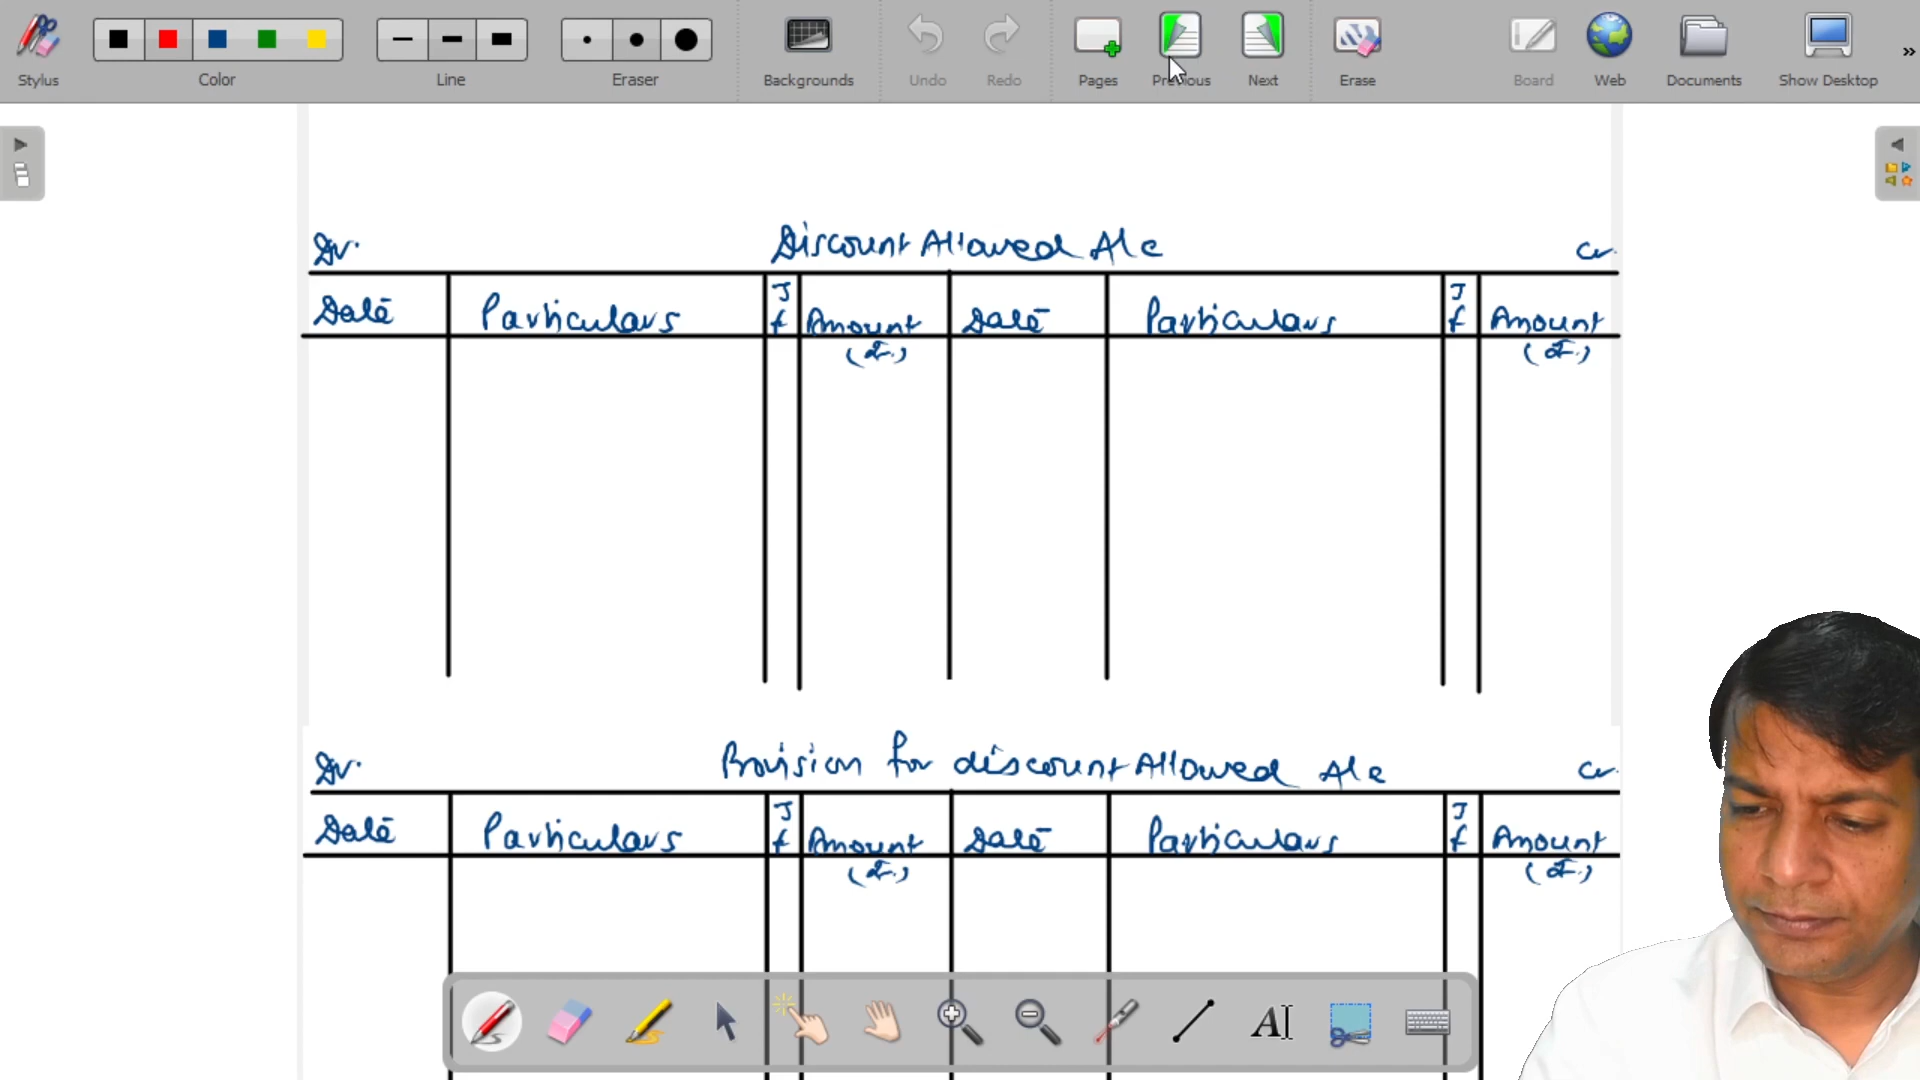 Stylus Color Line Eraser Backgrounds Undo Redo Pages Previous Next Erase Board Web Documents Show Desktop »
Dr. Discount Allowed A/c Cr.
Date Particulars J f Amount Date Particulars J f Amount
(₹.) (₹.)
Dr. Provision for discount Allowed A/c Cr.
Date Particulars J f Amount Date Particulars J f Amount
(₹.) (₹.)
AI